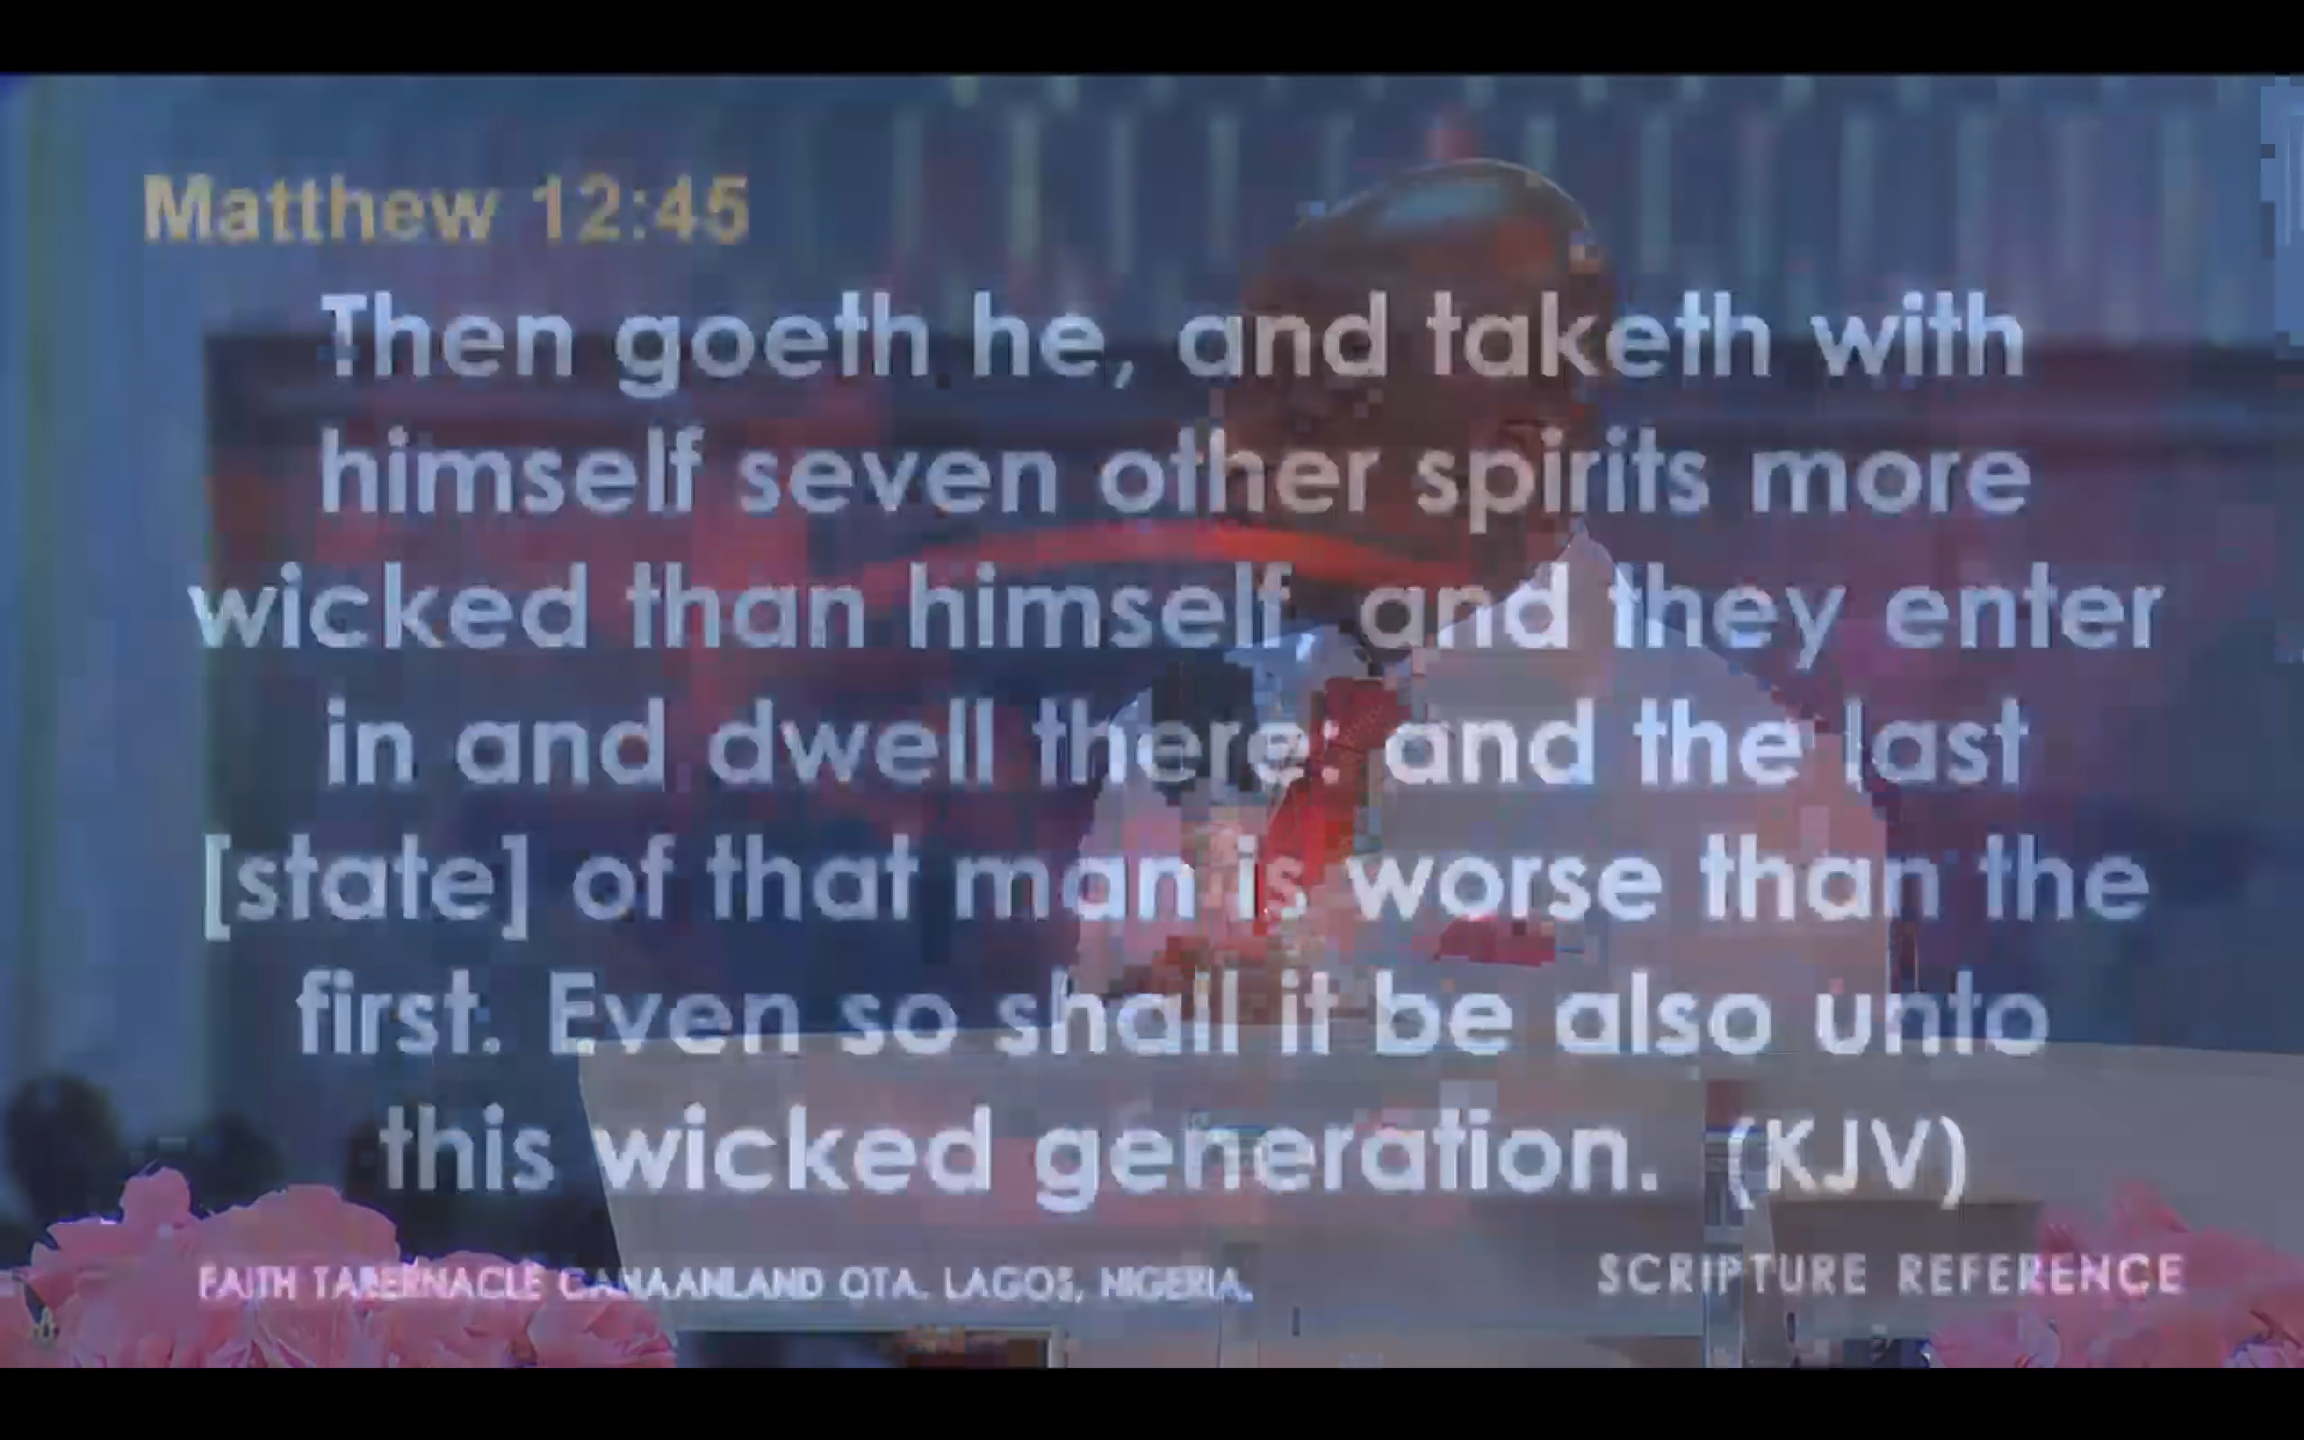 Matthew 12:45
Then goeth he, and taketh with
himself seven other spirits more
wicked than himself, and they enter
in and dwell there: and the last
[state] of that man is worse than the
first. Even so shall it be also unto
this wicked generation. (KJV)
FAITH TABERNACLE CANAANLAND OTA. LAGOS, NIGERIA.
SCRIPTURE REFERENCE